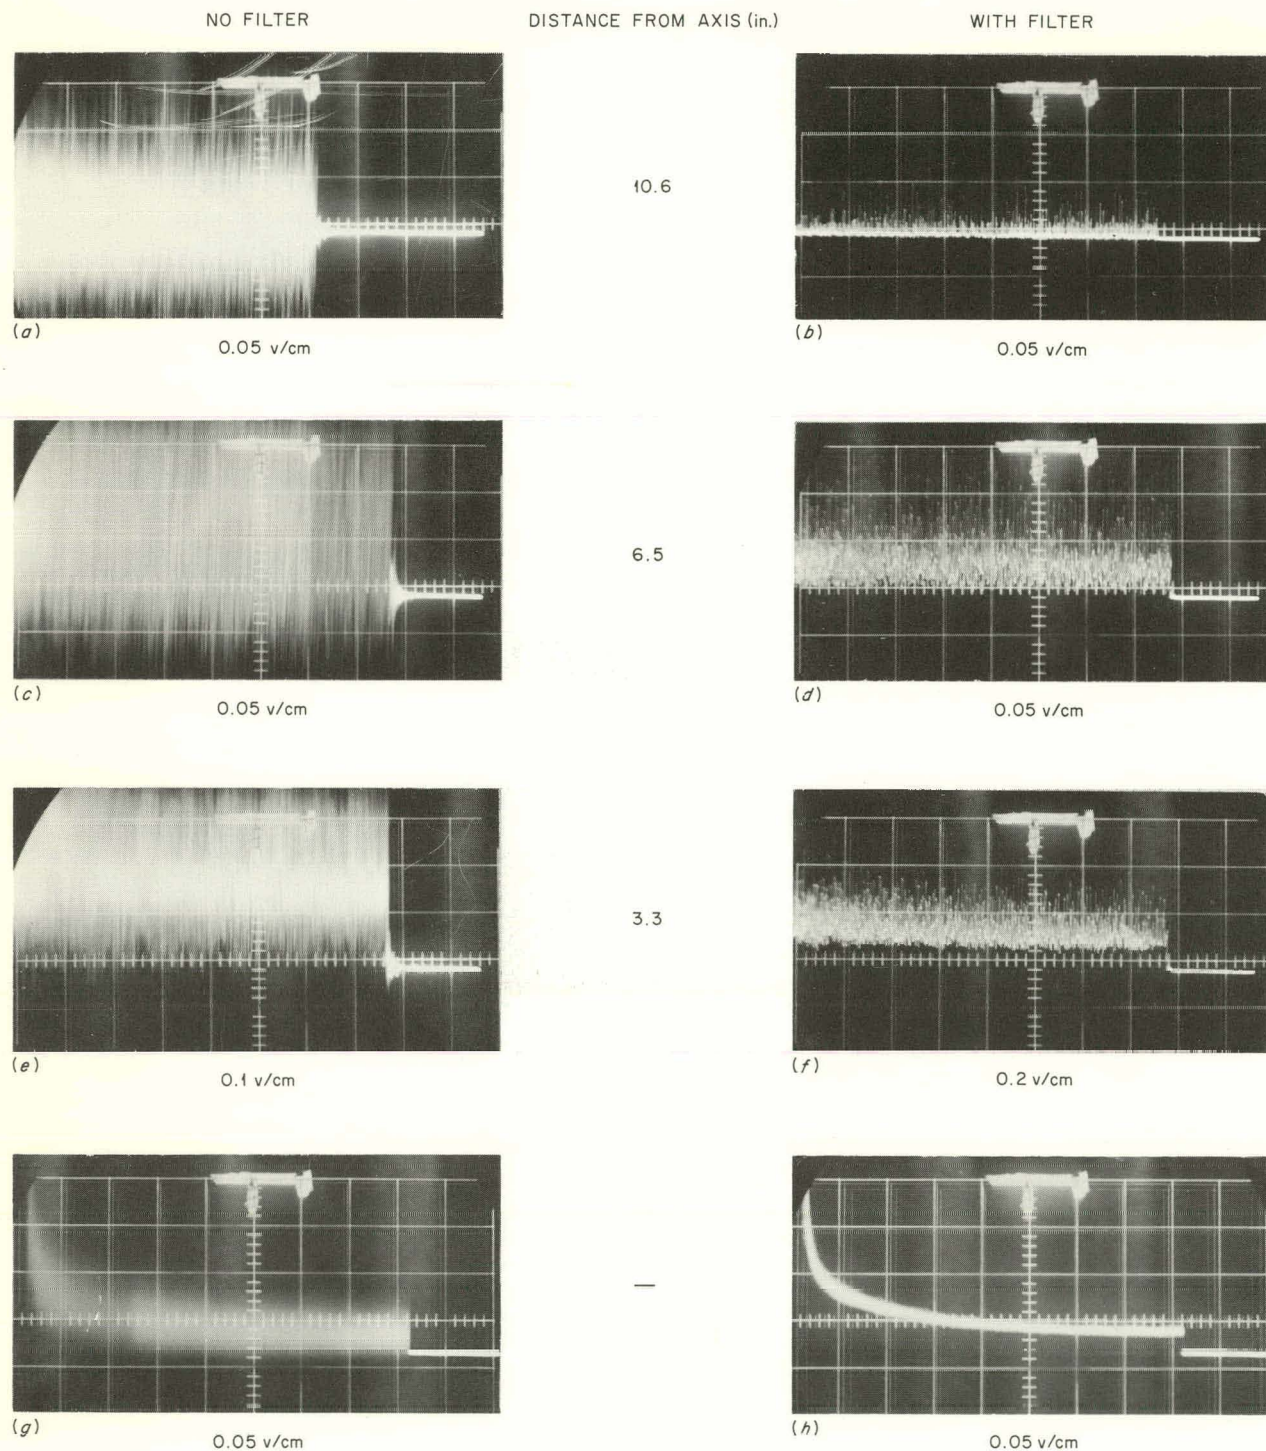 NO FILTER
DISTANCE FROM AXIS (in.)
WITH FILTER
10.6
(a)
0.05 v/cm
(b)
0.05 v/cm
6.5
(c)
0.05 v/cm
(d)
0.05 v/cm
3.3
(e)
0.1 v/cm
(f)
0.2 v/cm
—
(g)
0.05 v/cm
(h)
0.05 v/cm